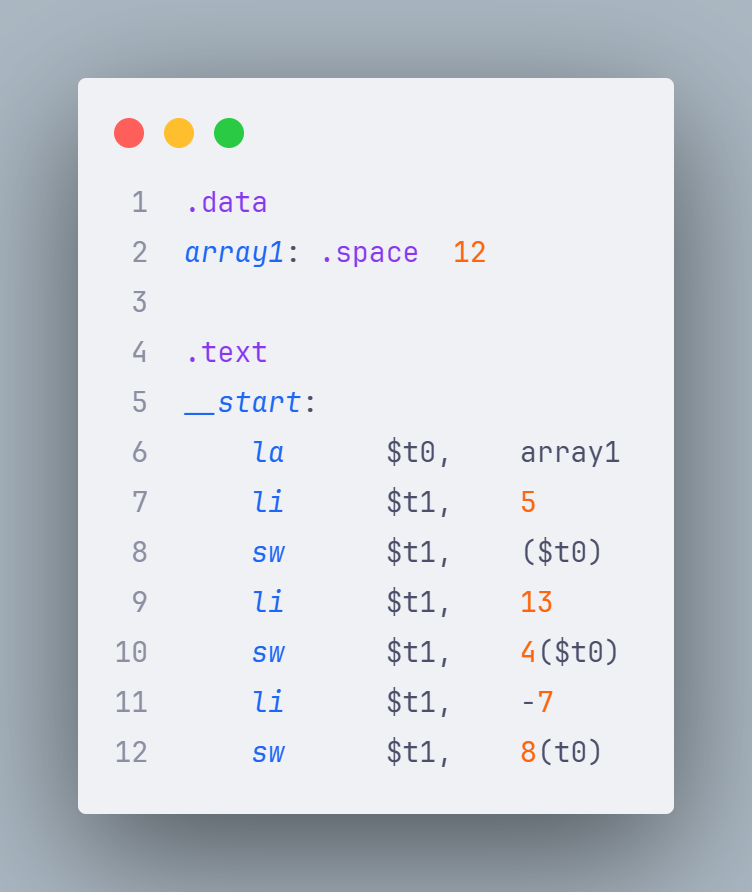 1 .data
2 array1: .space  12
3
4 .text
5 __start:
6     la      $t0,    array1
7     li      $t1,    5
8     sw      $t1,    ($t0)
9     li      $t1,    13
10     sw      $t1,    4($t0)
11     li      $t1,    -7
12     sw      $t1,    8(t0)